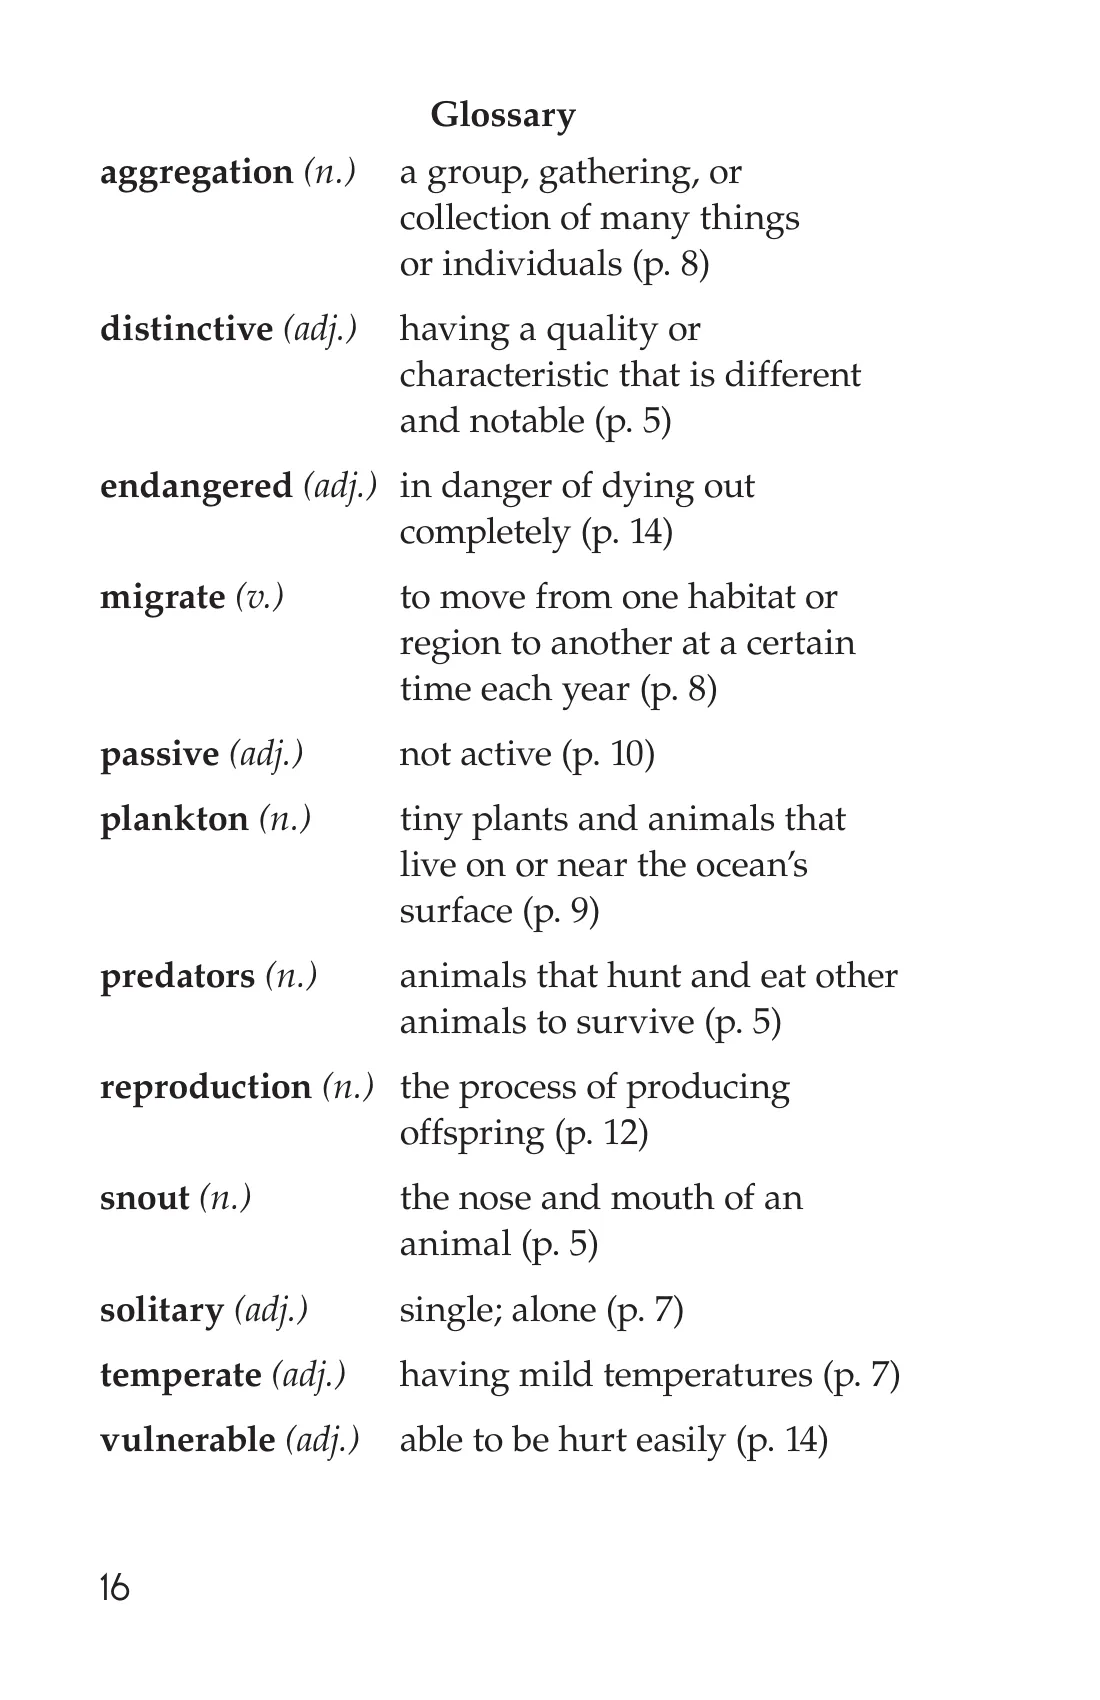 Glossary
aggregation (n.) a group, gathering, or
collection of many things
or individuals (p. 8)
distinctive (adj.) having a quality or
characteristic that is different
and notable (p. 5)
endangered (adj.) in danger of dying out
completely (p. 14)
migrate (v.) to move from one habitat or
region to another at a certain
time each year (p. 8)
passive (adj.) not active (p. 10)
plankton (n.) tiny plants and animals that
live on or near the ocean’s
surface (p. 9)
predators (n.) animals that hunt and eat other
animals to survive (p. 5)
reproduction (n.) the process of producing
offspring (p. 12)
snout (n.) the nose and mouth of an
animal (p. 5)
solitary (adj.) single; alone (p. 7)
temperate (adj.) having mild temperatures (p. 7)
vulnerable (adj.) able to be hurt easily (p. 14)
16